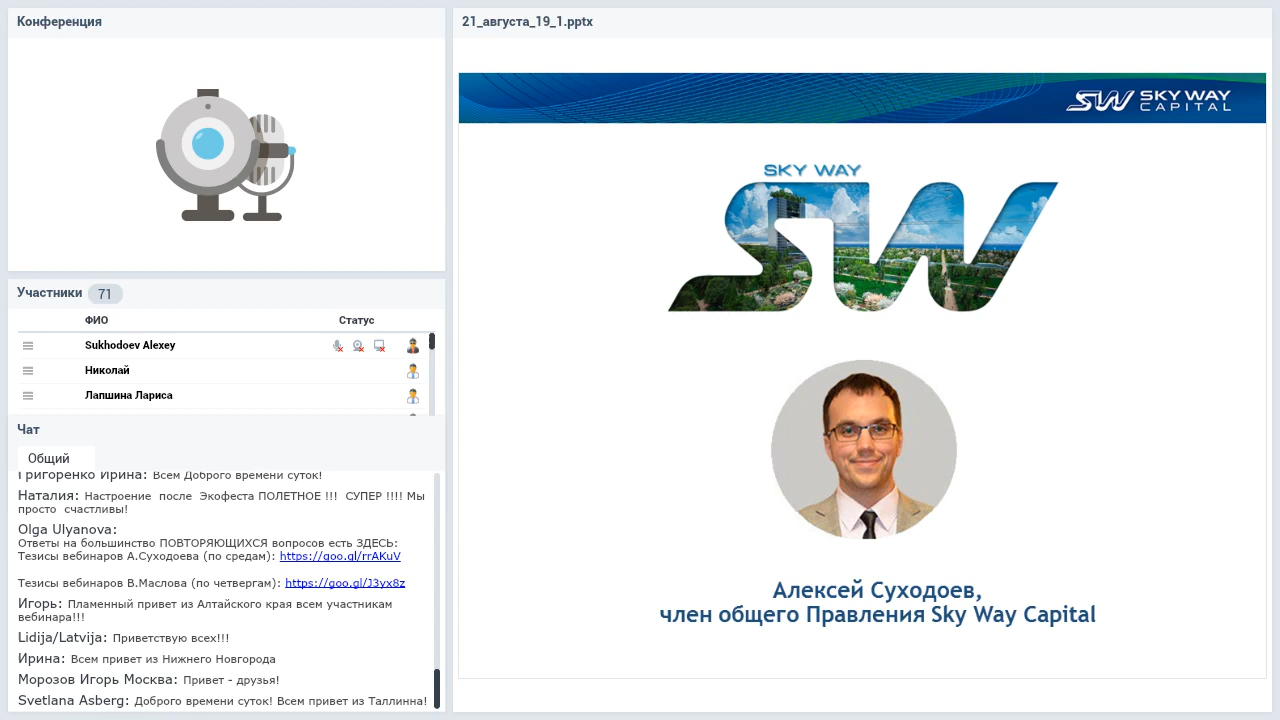 Конференция
Участники 71
ФИО Статус
Sukhodoev Alexey
Николай
Лапшина Лариса
Чат
Общий
Григоренко Ирина: Всем Доброго времени суток!
Наталия: Настроение после Экофеста ПОЛЕТНОЕ !!! СУПЕР !!!! Мы
просто счастливы!
Olga Ulyanova:
Ответы на большинство ПОВТОРЯЮЩИХСЯ вопросов есть ЗДЕСЬ:
Тезисы вебинаров А.Суходоева (по средам): https://goo.gl/rrAKuV
Тезисы вебинаров В.Маслова (по четвергам): https://goo.gl/J3yx8z
Игорь: Пламенный привет из Алтайского края всем участникам
вебинара!!!
Lidija/Latvija: Приветствую всех!!!
Ирина: Всем привет из Нижнего Новгорода
Морозов Игорь Москва: Привет - друзья!
Svetlana Asberg: Доброго времени суток! Всем привет из Таллинна!
21_августа_19_1.pptx
SW SKY WAY
CAPITAL
SKY WAY
SW
Алексей Суходоев,
член общего Правления Sky Way Capital